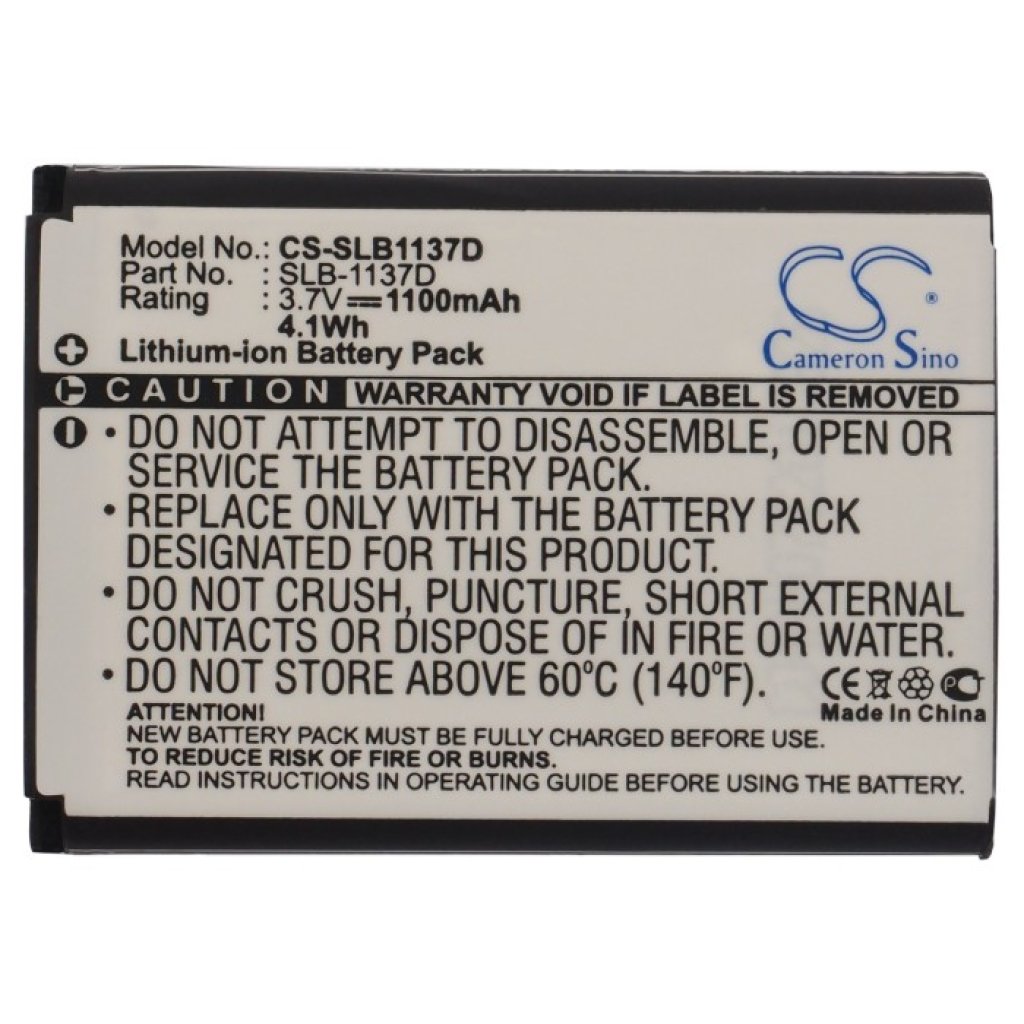 Model No.: CS-SLB1137D
Part No. : SLB-1137D
Rating : 3.7V⎓1100mAh
4.1Wh
Lithium-ion Battery Pack
CS®
Cameron Sino
CAUTION WARRANTY VOID IF LABEL IS REMOVED
• DO NOT ATTEMPT TO DISASSEMBLE, OPEN OR
SERVICE THE BATTERY PACK.
• REPLACE ONLY WITH THE BATTERY PACK
DESIGNATED FOR THIS PRODUCT.
• DO NOT CRUSH, PUNCTURE, SHORT EXTERNAL
CONTACTS OR DISPOSE OF IN FIRE OR WATER.
• DO NOT STORE ABOVE 60ºC (140ºF).
CE
Made In China
ATTENTION!
NEW BATTERY PACK MUST BE FULLY CHARGED BEFORE USE.
TO REDUCE RISK OF FIRE OR BURNS.
READ INSTRUCTIONS IN OPERATING GUIDE BEFORE USING THE BATTERY.